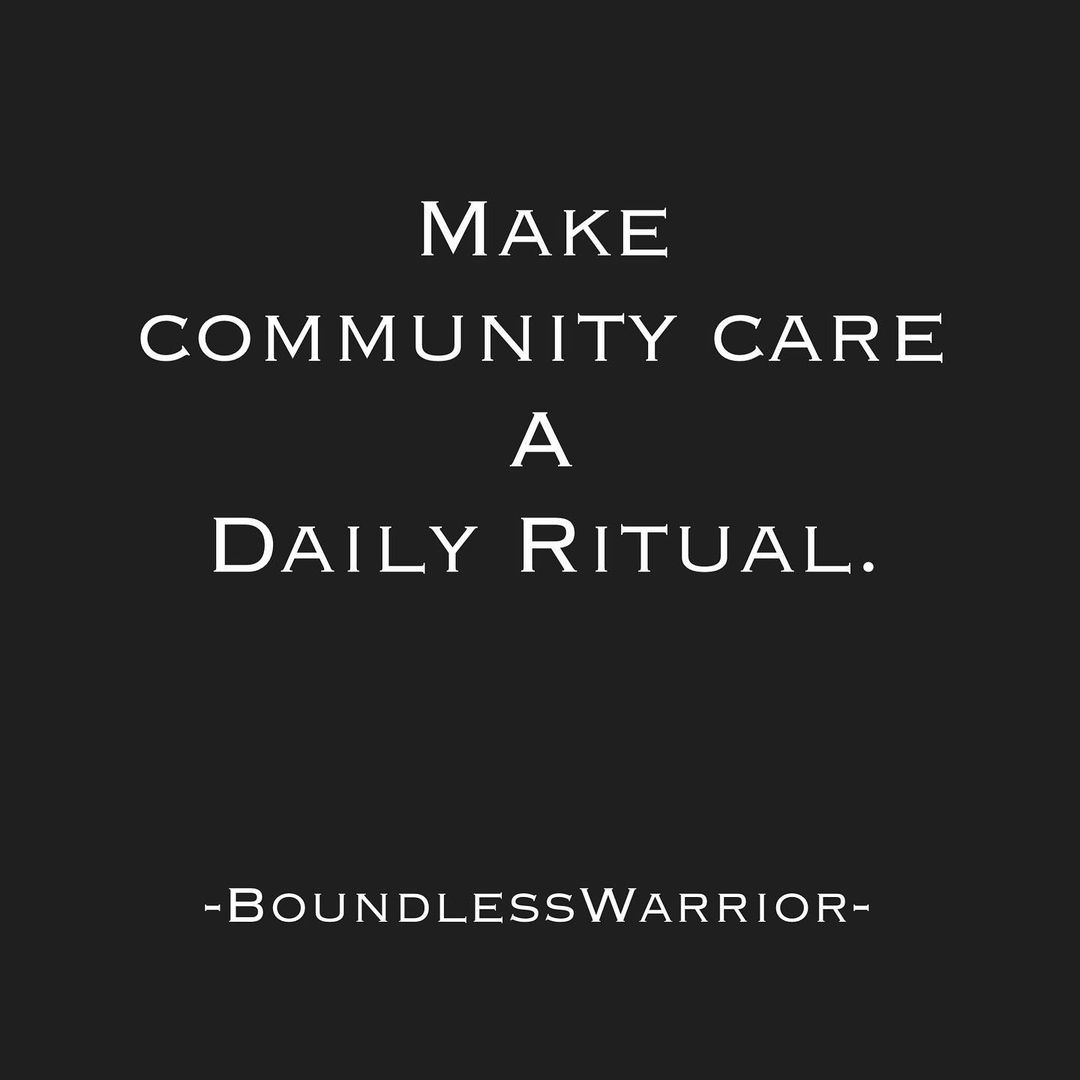 Make
community care
a
Daily Ritual.
-BoundlessWarrior-